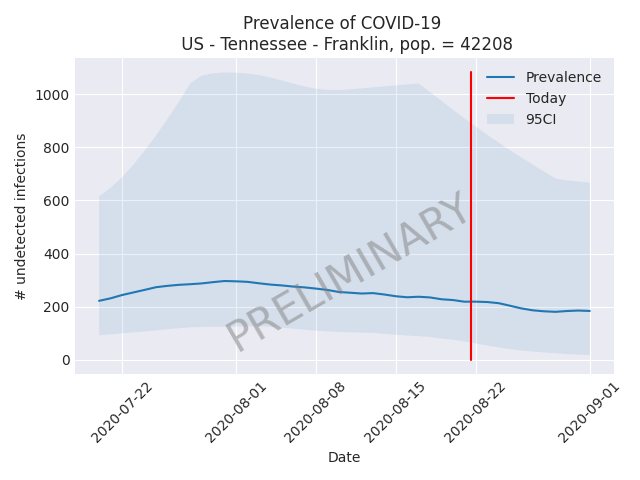 Prevalence of COVID-19
US - Tennessee - Franklin, pop. = 42208
# undetected infections
1000
800
600
400
200
0
Prevalence
Today
95CI
PRELIMINARY
2020-07-22
2020-08-01
2020-08-08
2020-08-15
2020-08-22
2020-09-01
Date